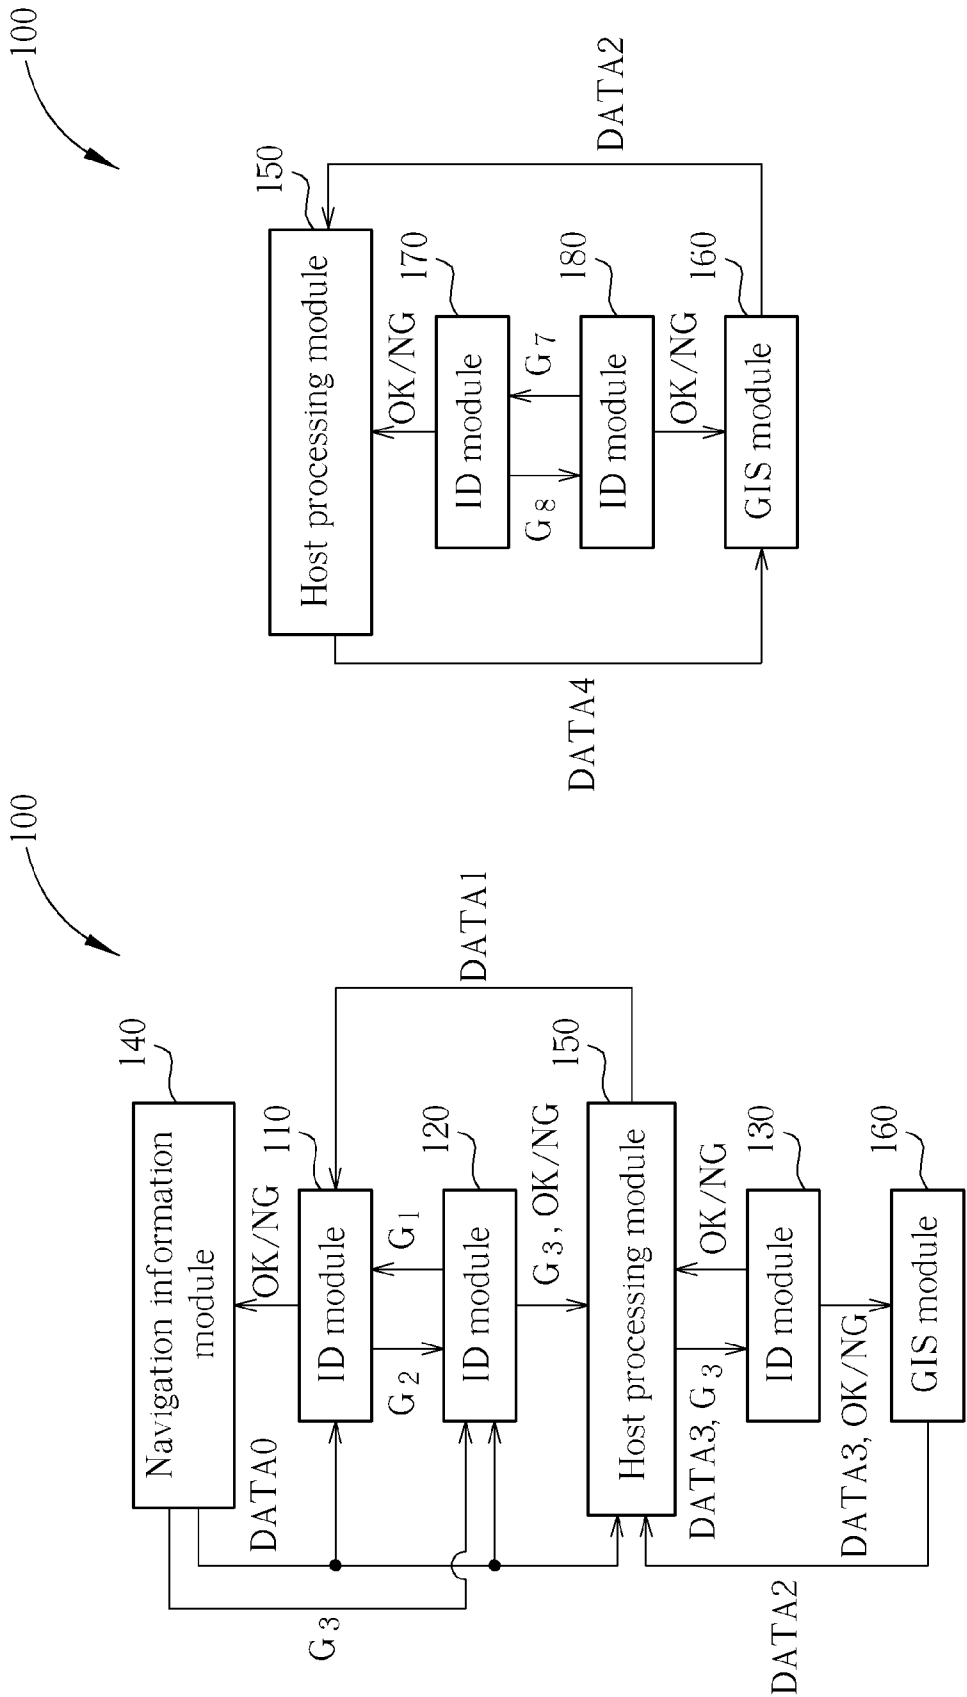 100
140
Navigation information
module
OK/NG
110
DATA0
ID module
G2
G1
120
ID module
G3
G3, OK/NG
150
DATA1
Host processing module
DATA3, G3
OK/NG
130
ID module
DATA3, OK/NG
160
GIS module
DATA2
100
150
Host processing module
OK/NG
170
ID module
G8
G7
180
ID module
OK/NG
160
GIS module
DATA4
DATA2